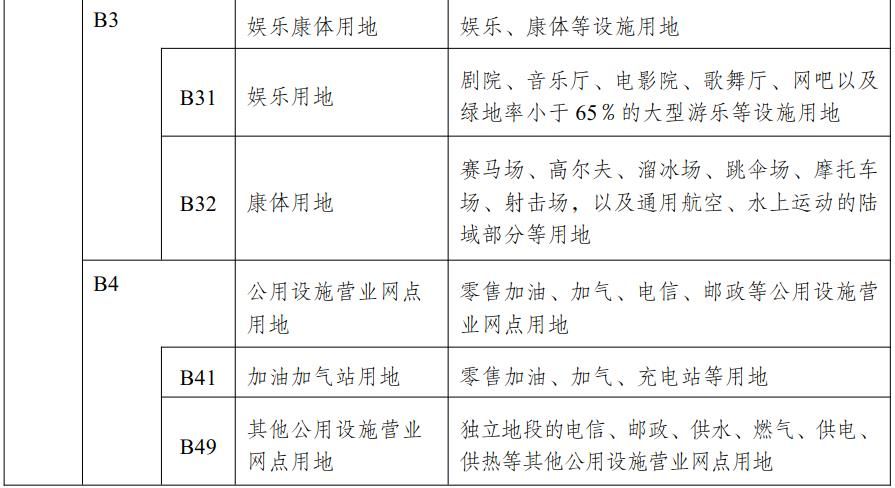 B3 娱乐康体用地 娱乐、康体等设施用地
B31 娱乐用地 剧院、音乐厅、电影院、歌舞厅、网吧以及
绿地率小于 65％的大型游乐等设施用地
B32 康体用地 赛马场、高尔夫、溜冰场、跳伞场、摩托车
场、射击场，以及通用航空、水上运动的陆
域部分等用地
B4 公用设施营业网点 零售加油、加气、电信、邮政等公用设施营
用地 业网点用地
B41 加油加气站用地 零售加油、加气、充电站等用地
B49 其他公用设施营业 独立地段的电信、邮政、供水、燃气、供电、
网点用地 供热等其他公用设施营业网点用地